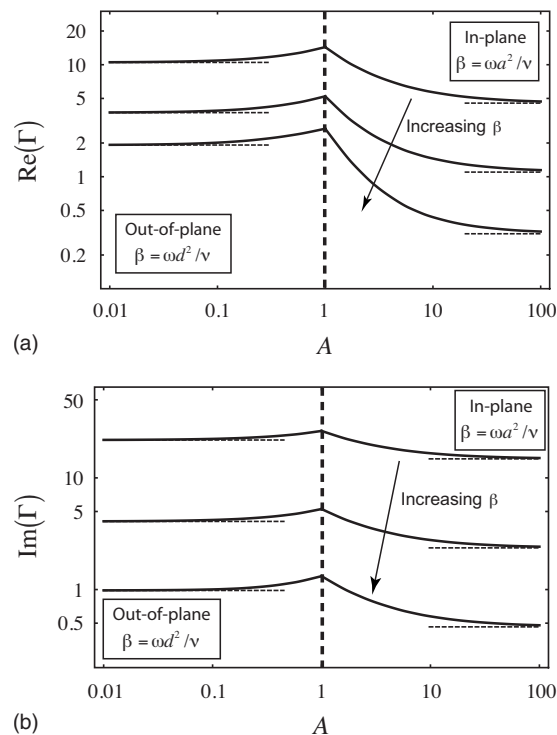 20
10
5
2
1
0.5
0.2
Re(Γ)
In-plane
β = ωa²/ν
Increasing β
Out-of-plane
β = ωd²/ν
0.01
0.1
1
10
100
(a)
A
50
10
5
1
0.5
Im(Γ)
In-plane
β = ωa²/ν
Increasing β
Out-of-plane
β = ωd²/ν
0.01
0.1
1
10
100
(b)
A